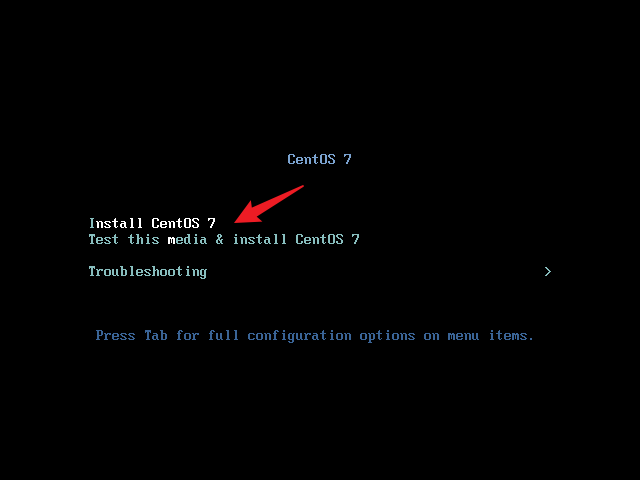 CentOS 7
Install CentOS 7
Test this media & install CentOS 7
Troubleshooting >
Press Tab for full configuration options on menu items.